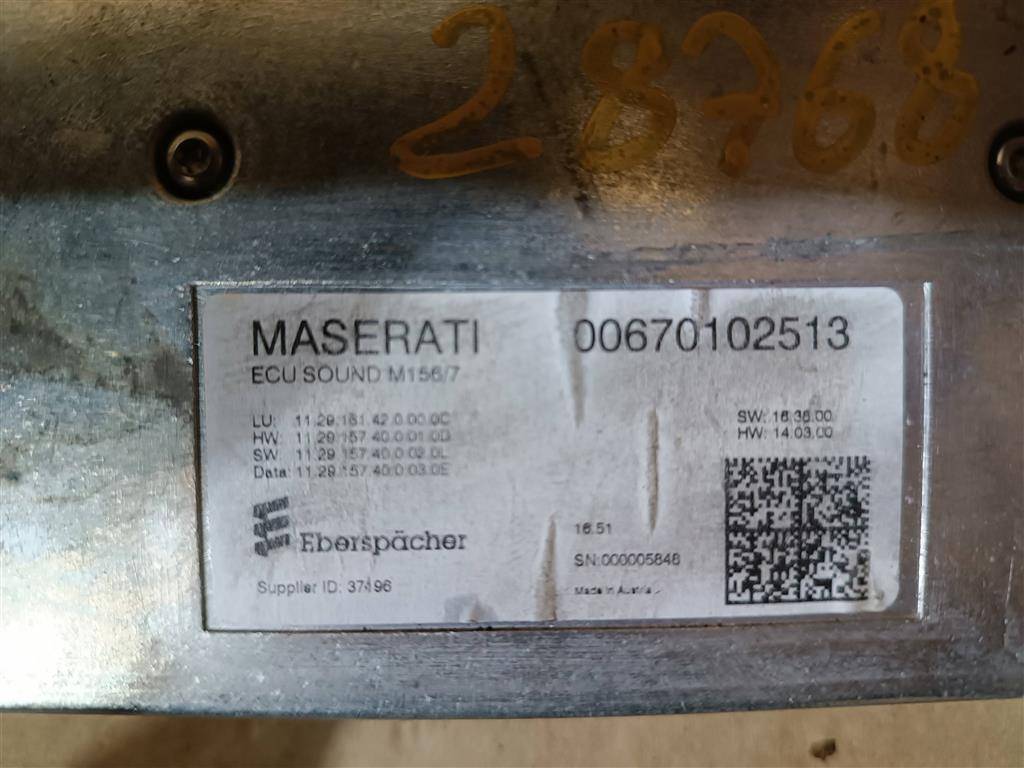 28768
MASERATI 00670102513
ECU SOUND M156/7
LU: 11.29.161.42.0.00.0C
HW: 11.29.157.40.0.01.0D
SW: 11.29.157.40.0.02.0L
Data: 11.29.157.40.0.03.0E
SW: 16.38.00
HW: 14.03.00
Eberspächer
16.51
SN:000005848
Supplier ID: 37496
Made in Austria